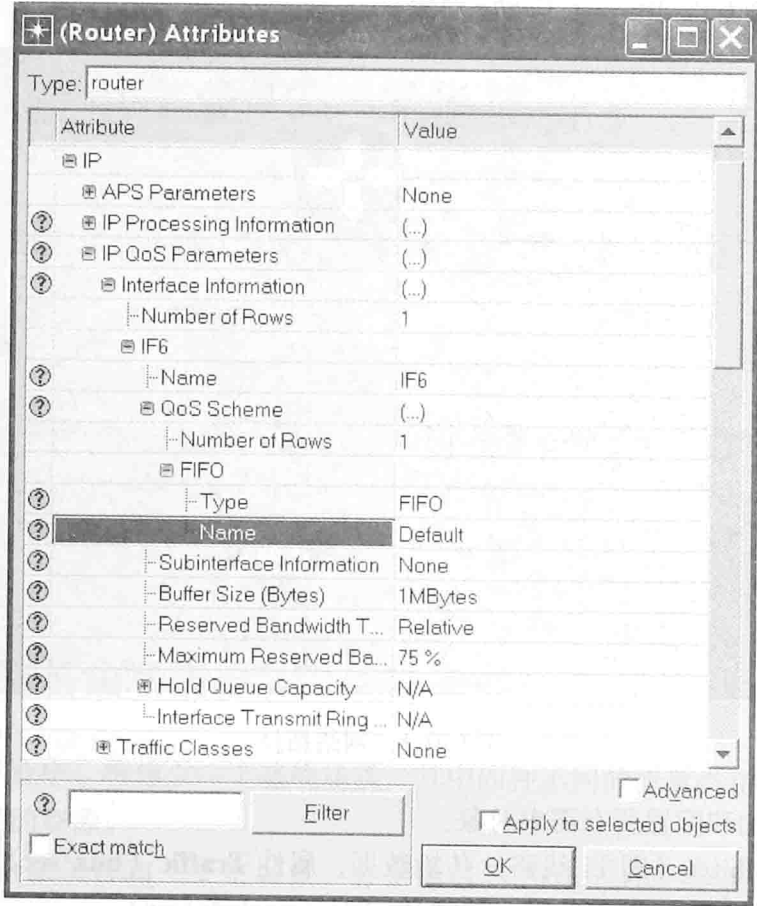 (Router) Attributes
Type: router
Attribute Value
IP
APS Parameters None
IP Processing Information (...)
IP QoS Parameters (...)
Interface Information (...)
Number of Rows 1
IF6
Name IF6
QoS Scheme (...)
Number of Rows 1
FIFO
Type FIFO
Name Default
Subinterface Information None
Buffer Size (Bytes) 1MBytes
Reserved Bandwidth T... Relative
Maximum Reserved Ba... 75 %
Hold Queue Capacity N/A
Interface Transmit Ring ... N/A
Traffic Classes None
Advanced
Filter
Apply to selected objects
Exact match
OK Cancel